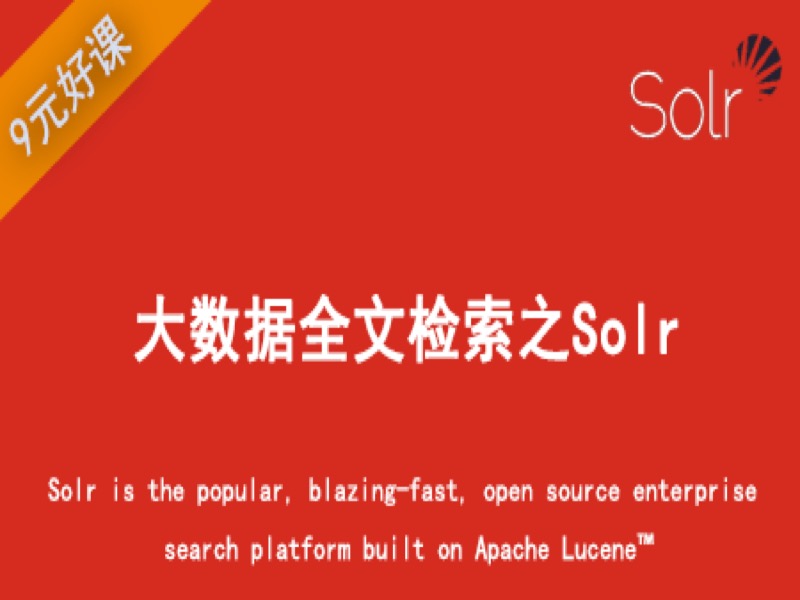 9元好课
Solr
大数据全文检索之Solr
Solr is the popular, blazing-fast, open source enterprise
search platform built on Apache Lucene™